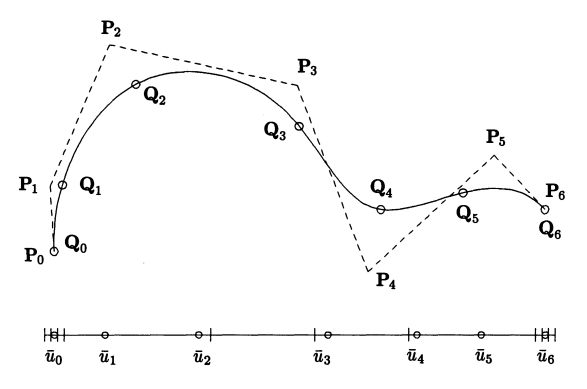 P₂
P₃
Q₂
Q₃
P₅
P₁ Q₁
Q₄ P₆
Q₅
P₀ Q₀ Q₆
P₄
ū₀ ū₁ ū₂ ū₃ ū₄ ū₅ ū₆